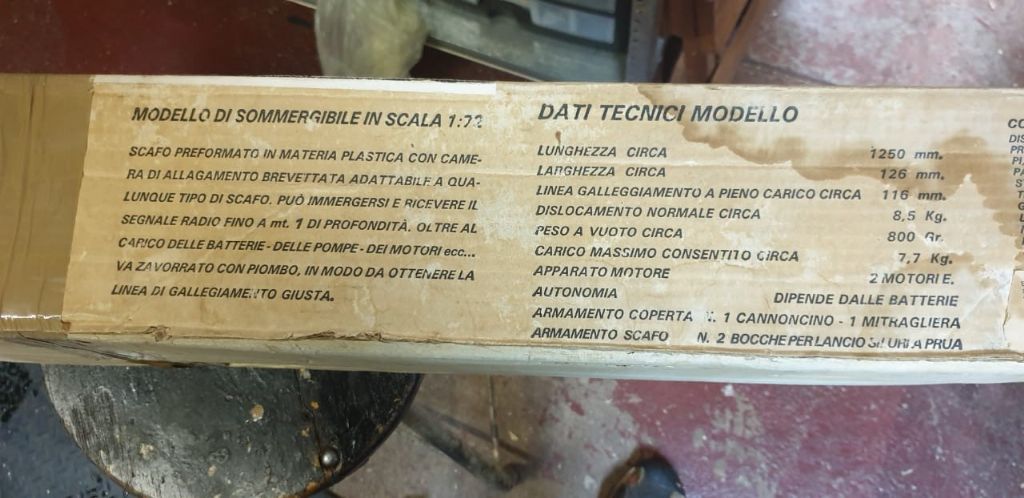 MODELLO DI SOMMERGIBILE IN SCALA 1:72
SCAFO PREFORMATO IN MATERIA PLASTICA CON CAME-
RA DI ALLAGAMENTO BREVETTATA ADATTABILE A QUA-
LUNQUE TIPO DI SCAFO. PUÒ IMMERGERSI E RICEVERE IL
SEGNALE RADIO FINO A mt. 1 DI PROFONDITÀ. OLTRE AL
CARICO DELLE BATTERIE - DELLE POMPE - DEI MOTORI ecc...
VA ZAVORRATO CON PIOMBO, IN MODO DA OTTENERE LA
LINEA DI GALLEGIAMENTO GIUSTA.
DATI TECNICI MODELLO
LUNGHEZZA CIRCA 1250 mm.
LARGHEZZA CIRCA 126 mm.
LINEA GALLEGGIAMENTO A PIENO CARICO CIRCA 116 mm.
DISLOCAMENTO NORMALE CIRCA 8,5 Kg.
PESO A VUOTO CIRCA 800 Gr.
CARICO MASSIMO CONSENTITO CIRCA 7,7 Kg.
APPARATO MOTORE 2 MOTORI E.
AUTONOMIA DIPENDE DALLE BATTERIE
ARMAMENTO COPERTA N. 1 CANNONCINO - 1 MITRAGLIERA
ARMAMENTO SCAFO N. 2 BOCCHE PER LANCIO SILURI A PRUA